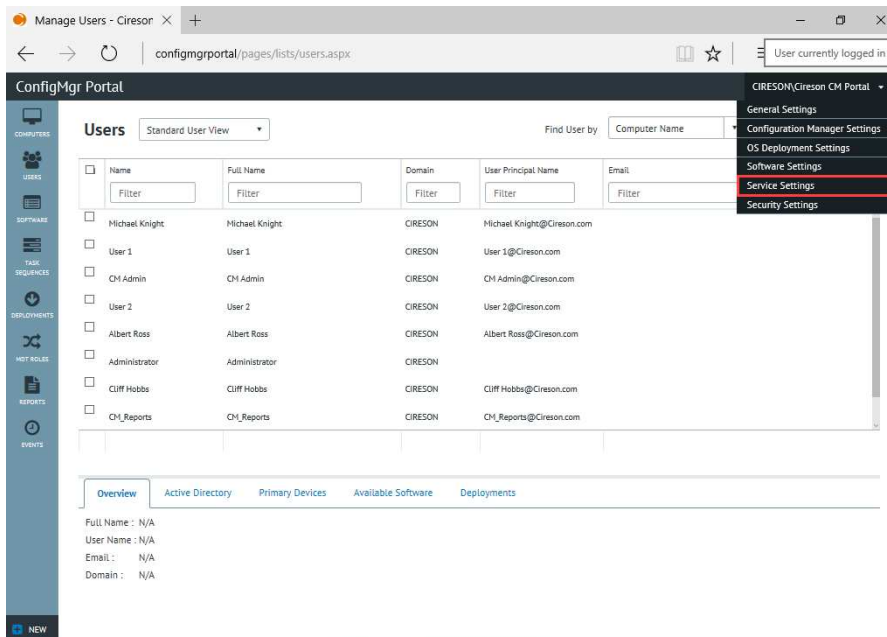 Manage Users - Cireson
configmgrportal/pages/lists/users.aspx
User currently logged in
ConfigMgr Portal
CIRESON\Cireson CM Portal
General Settings
Configuration Manager Settings
OS Deployment Settings
Software Settings
Service Settings
Security Settings
COMPUTERS
USERS
SOFTWARE
TASK
SEQUENCES
DEPLOYMENTS
MDT ROLES
REPORTS
EVENTS
NEW
Users Standard User View Find User by Computer Name
Name Full Name Domain User Principal Name Email
Filter Filter Filter Filter Filter
Michael Knight Michael Knight CIRESON Michael Knight@Cireson.com
User 1 User 1 CIRESON User 1@Cireson.com
CM Admin CM Admin CIRESON CM Admin@Cireson.com
User 2 User 2 CIRESON User 2@Cireson.com
Albert Ross Albert Ross CIRESON Albert Ross@Cireson.com
Administrator Administrator CIRESON
Cliff Hobbs Cliff Hobbs CIRESON Cliff Hobbs@Cireson.com
CM_Reports CM_Reports CIRESON CM_Reports@Cireson.com
Overview Active Directory Primary Devices Available Software Deployments
Full Name : N/A
User Name : N/A
Email : N/A
Domain : N/A